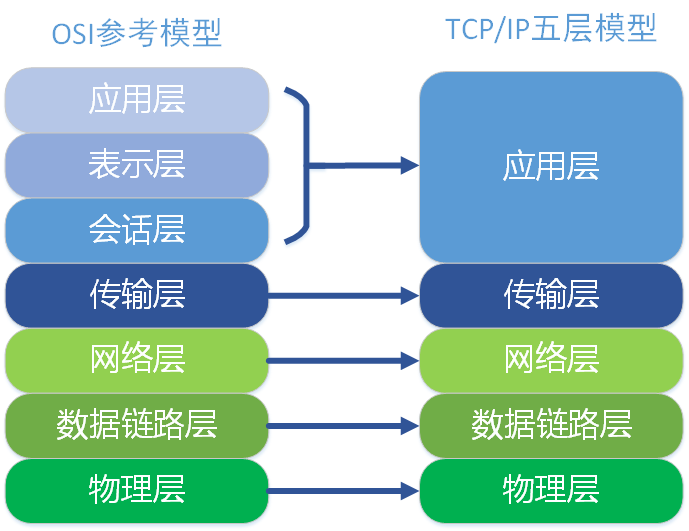 OSI参考模型
TCP/IP五层模型
应用层
表示层
会话层
传输层
网络层
数据链路层
物理层
应用层
传输层
网络层
数据链路层
物理层